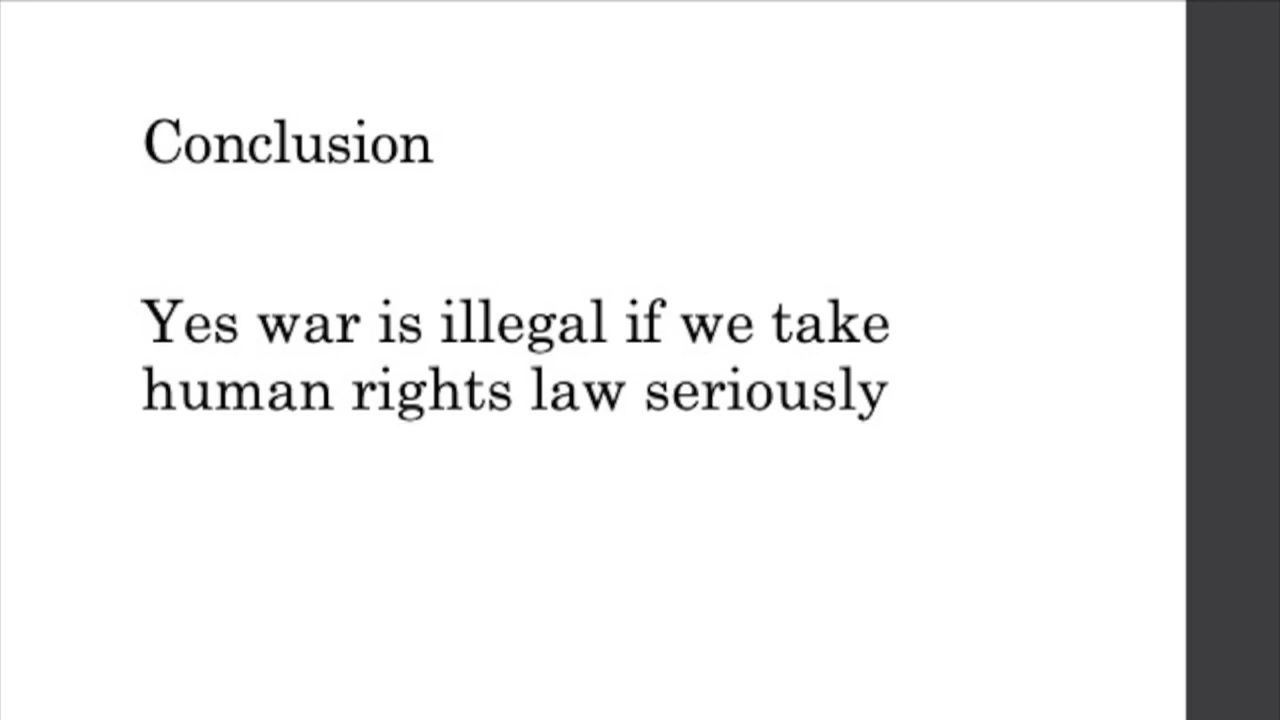 Conclusion
Yes war is illegal if we take
human rights law seriously